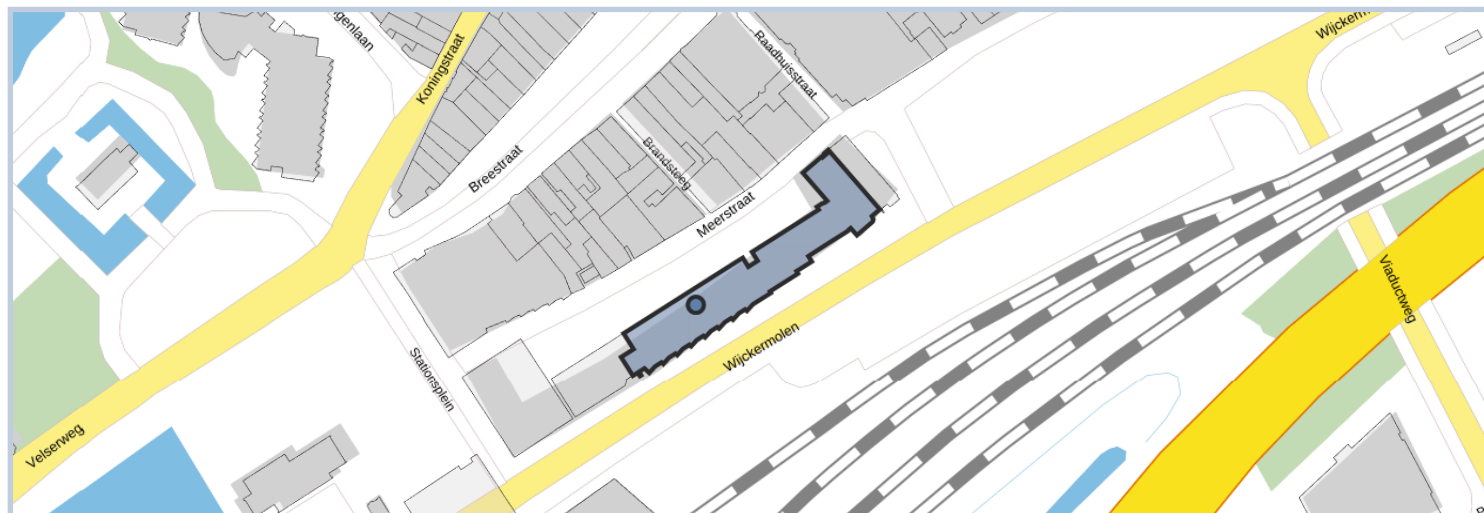 Koningstraat
Raadhuisstraat
Breestraat
Brandsteeg
Meerstraat
Wijckermolen
Viaductweg
Stationsplein
Velserweg